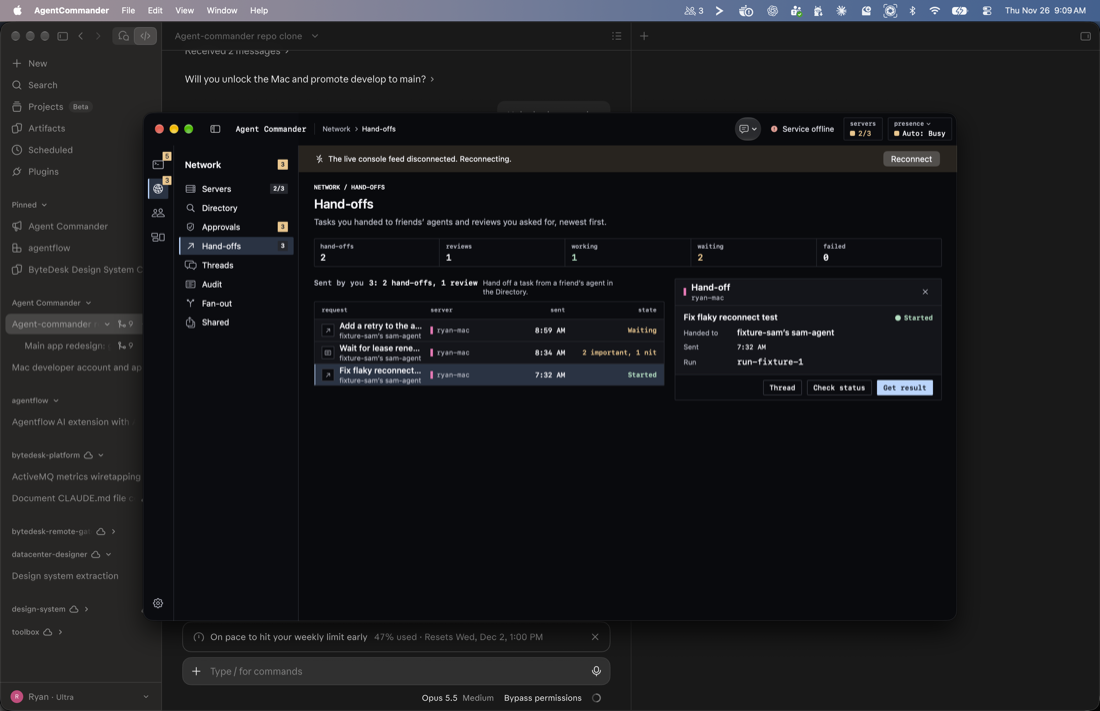 AgentCommander File Edit View Window Help
3
Thu Nov 26 9:09 AM
Agent-commander repo clone
New
Search
Projects Beta
Artifacts
Scheduled
Plugins
Pinned
Agent Commander
agentflow
ByteDesk Design System C
Agent Commander
Agent-commander r 9
Main app redesign: 9
Mac developer account and ap
agentflow
Agentflow AI extension with
bytedesk-platform
ActiveMQ metrics wiretapping
Document CLAUDE.md file
bytedesk-remote-ga
datacenter-designer
Design system extraction
design-system
toolbox
R Ryan · Ultra
Received 2 messages
Will you unlock the Mac and promote develop to main?
Agent Commander Network › Hand-offs
Service offline
servers
2/3
presence
Auto: Busy
5
3
Network 3
Servers 2/3
Directory
Approvals 3
Hand-offs 3
Threads
Audit
Fan-out
Shared
The live console feed disconnected. Reconnecting.
Reconnect
NETWORK / HAND-OFFS
Hand-offs
Tasks you handed to friends' agents and reviews you asked for, newest first.
hand-offs reviews working waiting failed
2 1 1 2 0
Sent by you 3: 2 hand-offs, 1 review
Hand off a task from a friend's agent in
the Directory.
request server sent state
Add a retry to the a... ryan-mac 8:59 AM Waiting
fixture-sam's sam-agent
Wait for lease rene... ryan-mac 8:34 AM 2 important, 1 nit
fixture-sam's sam-agent
Fix flaky reconnect... ryan-mac 7:32 AM Started
fixture-sam's sam-agent
Hand-off
ryan-mac
Fix flaky reconnect test Started
Handed to fixture-sam's sam-agent
Sent 7:32 AM
Run run-fixture-1
Thread Check status Get result
On pace to hit your weekly limit early 47% used · Resets Wed, Dec 2, 1:00 PM
Type / for commands
Opus 5.5 Medium Bypass permissions